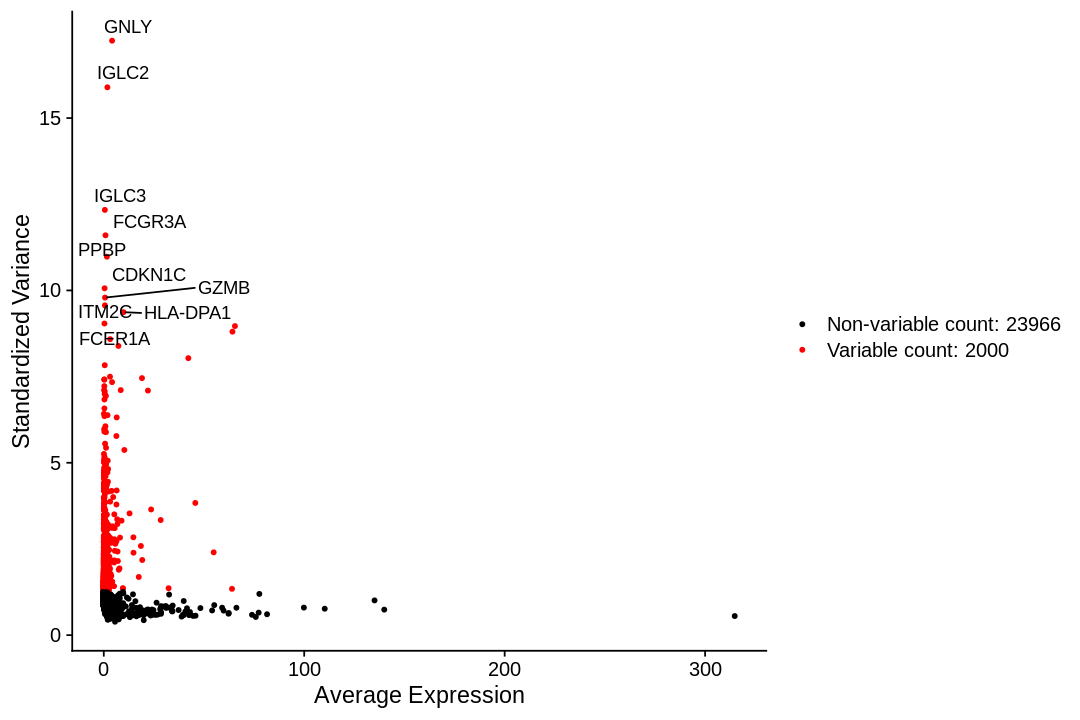 GNLY
IGLC2
15
IGLC3
FCGR3A
PPBP
CDKN1C
GZMB
10
ITM2C
HLA-DPA1
FCER1A
5
0
Standardized Variance
0
100
200
300
Average Expression
Non-variable count: 23966
Variable count: 2000